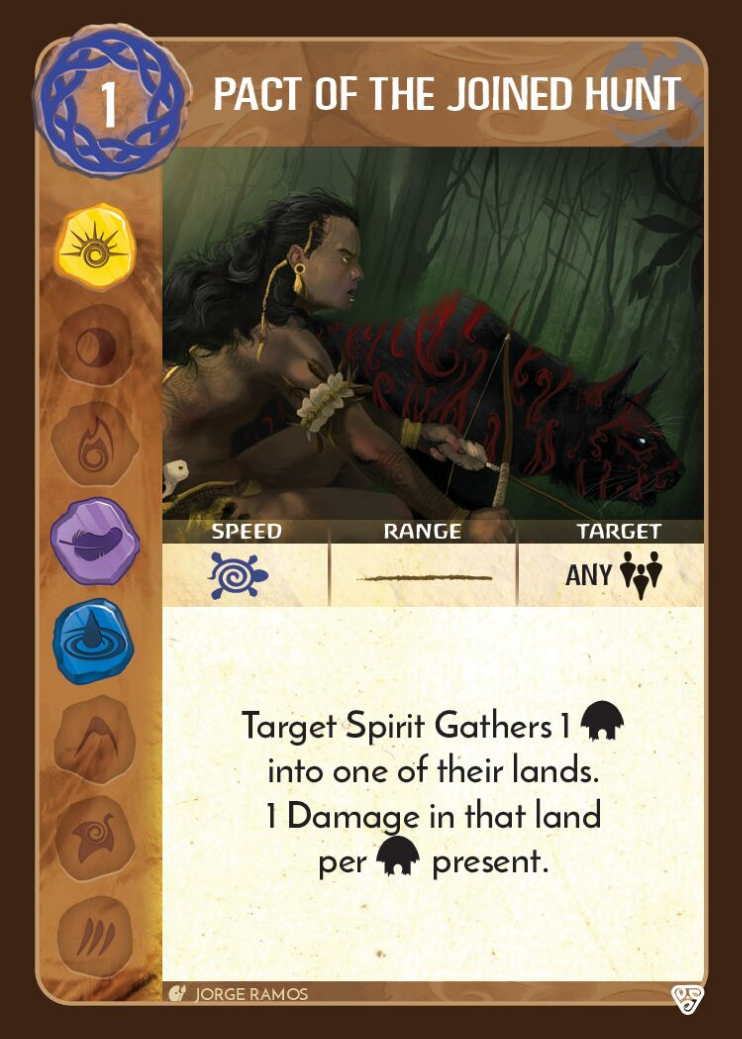 1
PACT OF THE JOINED HUNT
SPEED RANGE TARGET
ANY
Target Spirit Gathers 1
into one of their lands.
1 Damage in that land
per present.
JORGE RAMOS